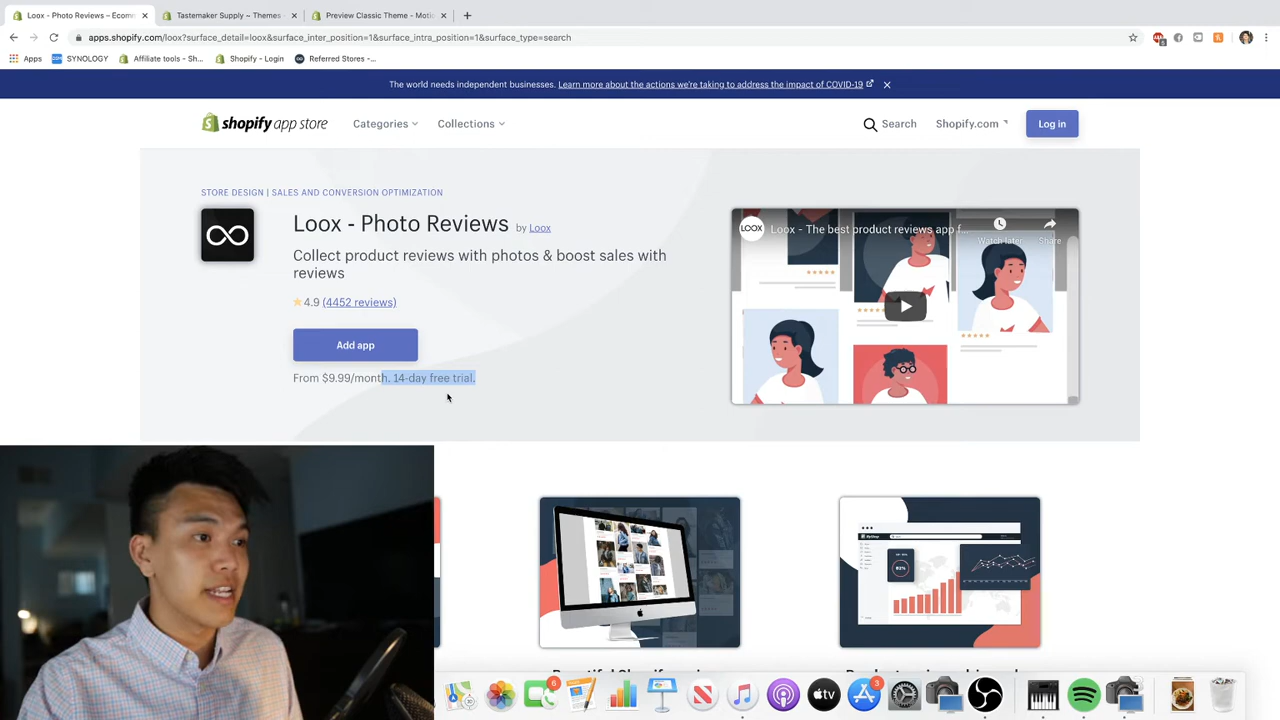 Loox - Photo Reviews – Ecom
Tastemaker Supply ~ Themes
Preview Classic Theme - Moti
apps.shopify.com/loox?surface_detail=loox&surface_inter_position=1&surface_intra_position=1&surface_type=search
Apps
SYNOLOGY
Affiliate tools - Sh...
Shopify - Login
Referred Stores -...
The world needs independent businesses. Learn more about the actions we're taking to address the impact of COVID-19
shopify app store
Categories
Collections
Search
Shopify.com
Log in
STORE DESIGN | SALES AND CONVERSION OPTIMIZATION
Loox - Photo Reviews by Loox
Collect product reviews with photos & boost sales with
reviews
4.9 (4452 reviews)
Add app
From $9.99/month. 14-day free trial.
LOOX
Loox - The best product reviews app f...
Watch later
Share
6
3
tv